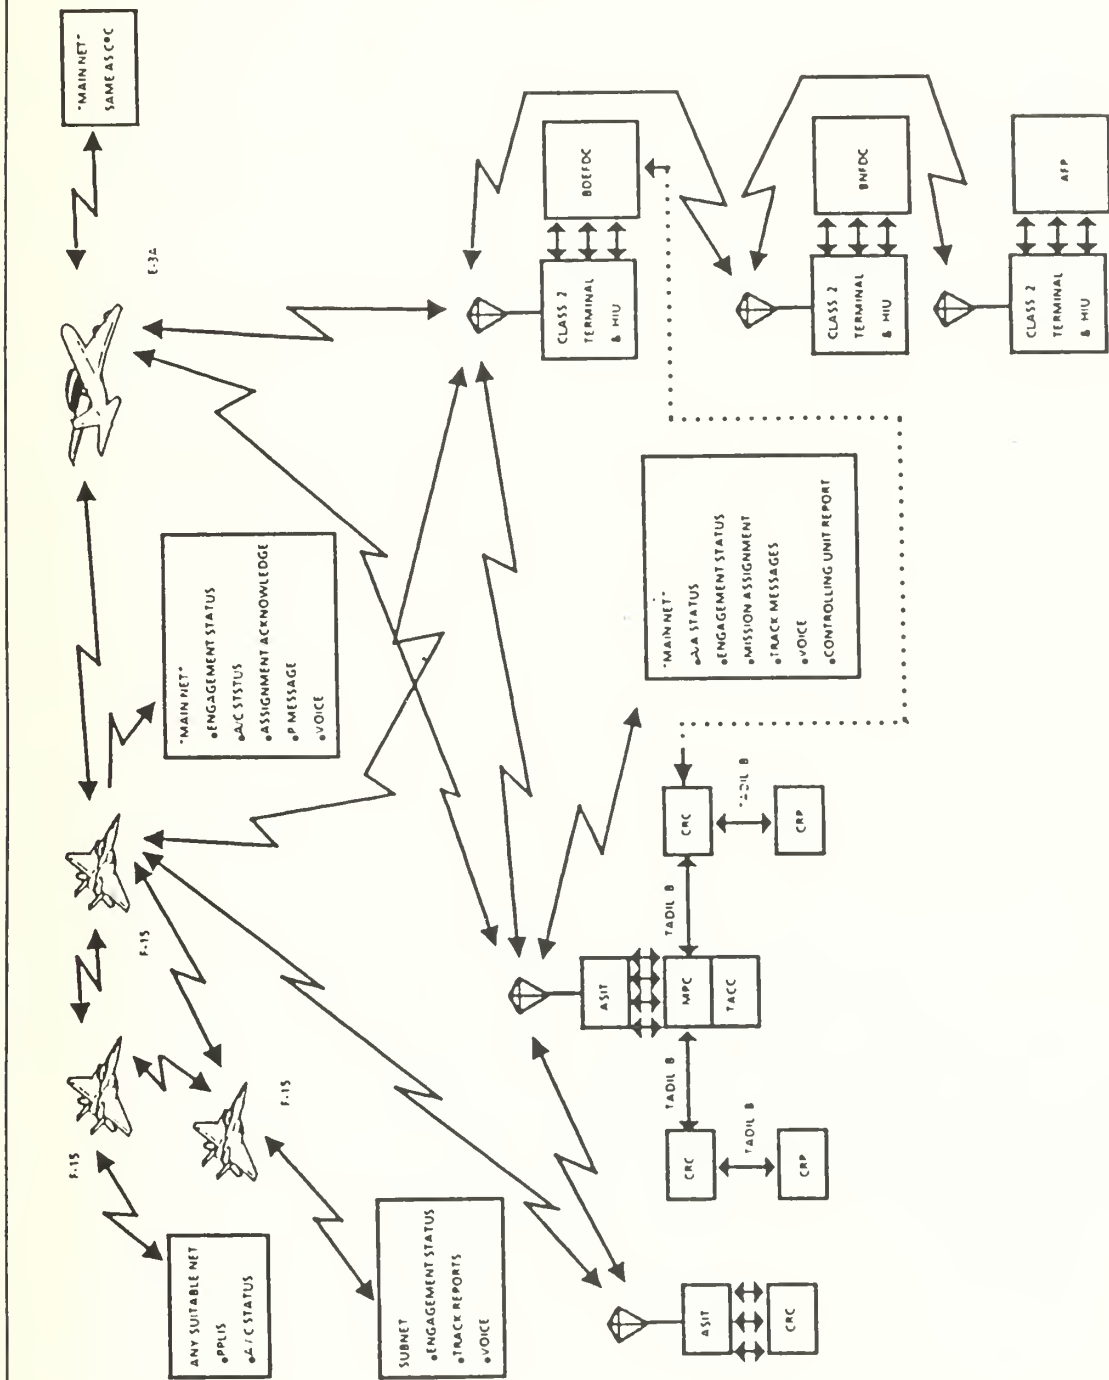 "MAIN NET"
SAME AS C²C
E-3A
F-15
F-15
F-15
ANY SUITABLE NET
•PPLIS
•A/C STATUS
SUBNET
•ENGAGEMENT STATUS
•TRACK REPORTS
•VOICE
"MAIN NET"
•ENGAGEMENT STATUS
•A/C STSTUS
•ASSIGNMENT ACKNOWLEDGE
•P MESSAGE
•VOICE
"MAIN NET"
STATUS
•ENGAGEMENT STATUS
•MISSION ASSIGNMENT
•TRACK MESSAGES
•VOICE
•CONTROLLING UNIT REPORT
ASIT
CRC
ASIT
MPC
TACC
TADIL B
CRC
TADIL B
CRP
TADIL B
CRC
TADIL B
CRP
CLASS 2
TERMINAL
& HIU
BDEFDC
CLASS 2
TERMINAL
& HIU
BNFDC
CLASS 2
TERMINAL
& HIU
AFP